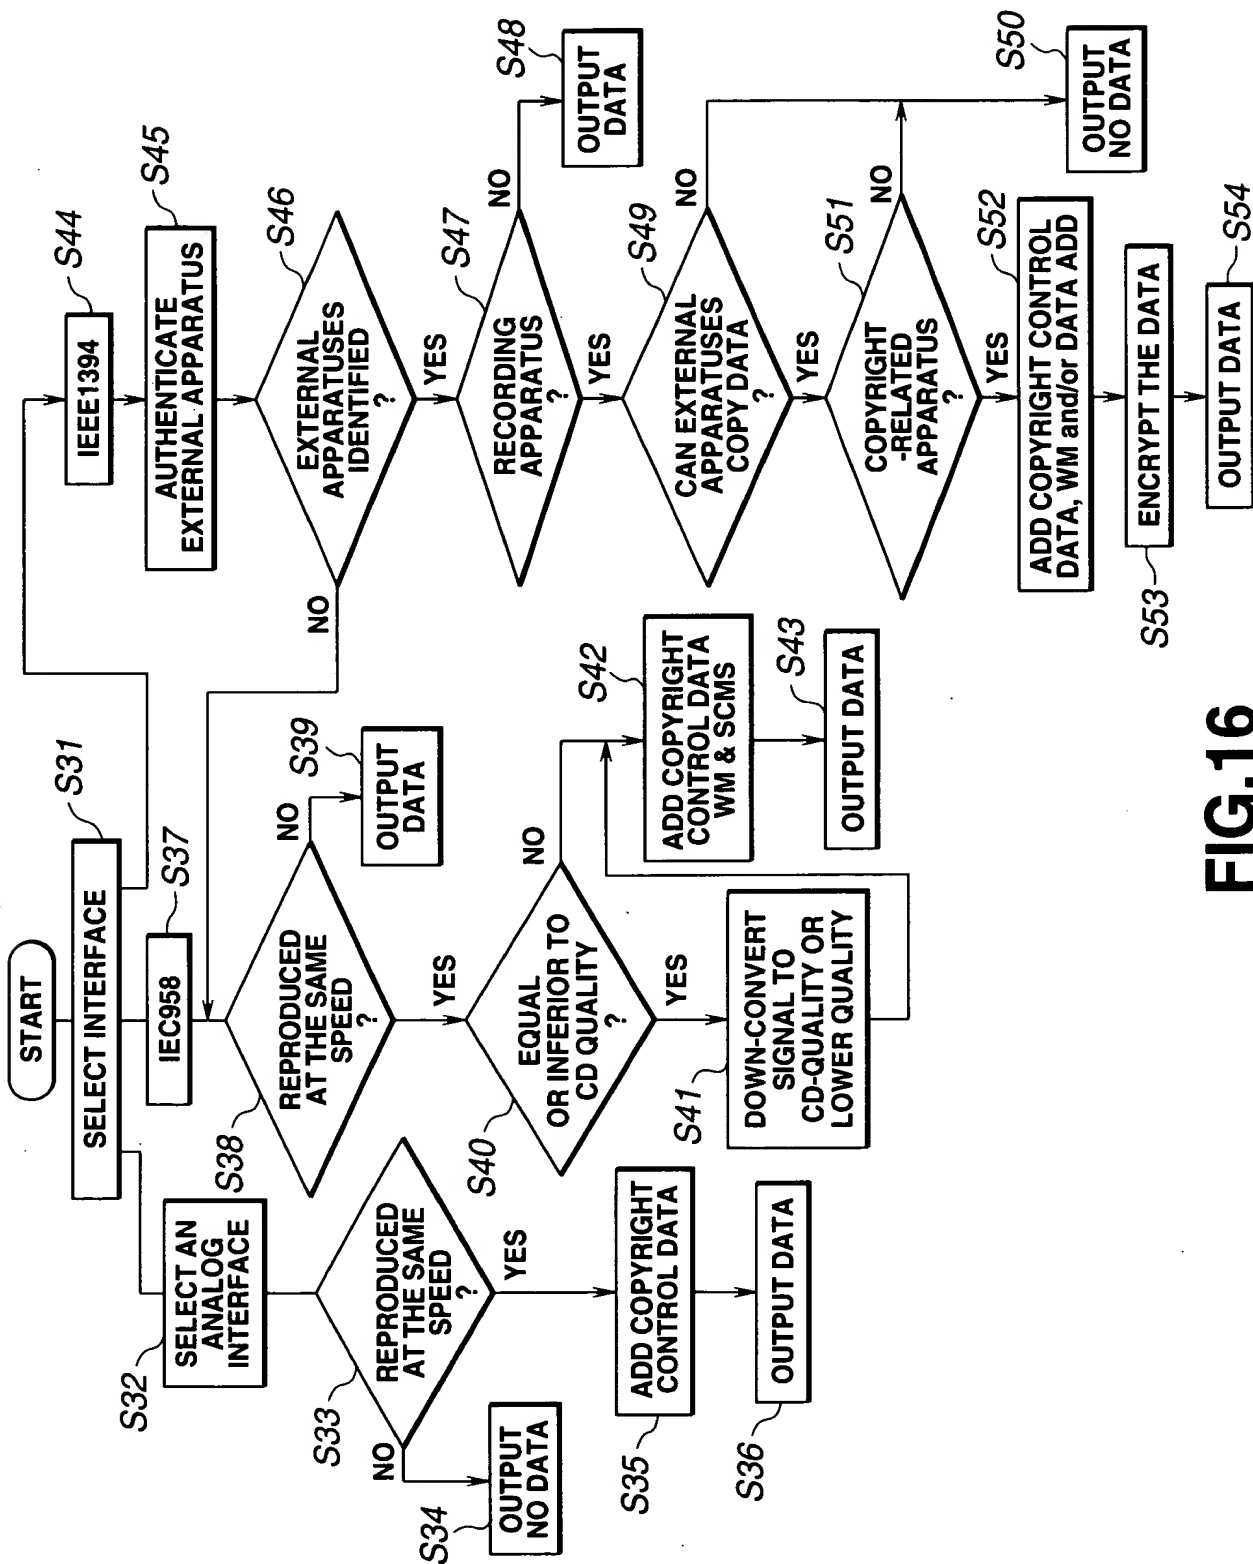 START
SELECT INTERFACE
S31
SELECT AN
ANALOG
INTERFACE
S32
REPRODUCED
AT THE SAME
SPEED
?
S33
NO
OUTPUT
NO DATA
S34
YES
ADD COPYRIGHT
CONTROL DATA
S35
OUTPUT DATA
S36
IEC958
S37
REPRODUCED
AT THE SAME
SPEED
?
S38
NO
OUTPUT
DATA
S39
YES
EQUAL
OR INFERIOR TO
CD QUALITY
?
S40
NO
YES
DOWN-CONVERT
SIGNAL TO
CD-QUALITY OR
LOWER QUALITY
S41
ADD COPYRIGHT
CONTROL DATA
WM & SCMS
S42
OUTPUT DATA
S43
IEEE1394
S44
AUTHENTICATE
EXTERNAL APPARATUS
S45
EXTERNAL
APPARATUSES
IDENTIFIED
?
S46
NO
YES
RECORDING
APPARATUS
?
S47
NO
OUTPUT
DATA
S48
YES
CAN EXTERNAL
APPARATUSES
COPY DATA
?
S49
NO
OUTPUT
NO DATA
S50
YES
COPYRIGHT
-RELATED
APPARATUS
?
S51
NO
YES
ADD COPYRIGHT CONTROL
DATA, WM and/or DATA ADD
S52
ENCRYPT THE DATA
S53
OUTPUT DATA
S54
FIG.16